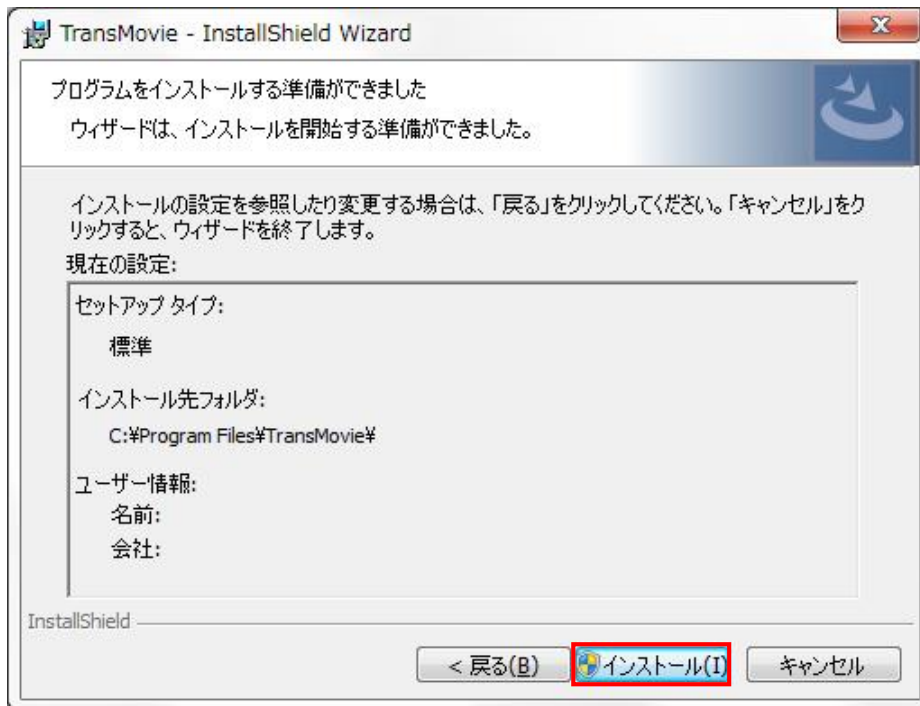 TransMovie - InstallShield Wizard
プログラムをインストールする準備ができました
ウィザードは、インストールを開始する準備ができました。
インストールの設定を参照したり変更する場合は、「戻る」をクリックしてください。「キャンセル」をク
リックすると、ウィザードを終了します。
現在の設定:
セットアップ タイプ:
標準
インストール先フォルダ:
C:¥Program Files¥TransMovie¥
ユーザー情報:
名前:
会社:
InstallShield
< 戻る(B) インストール(I) キャンセル